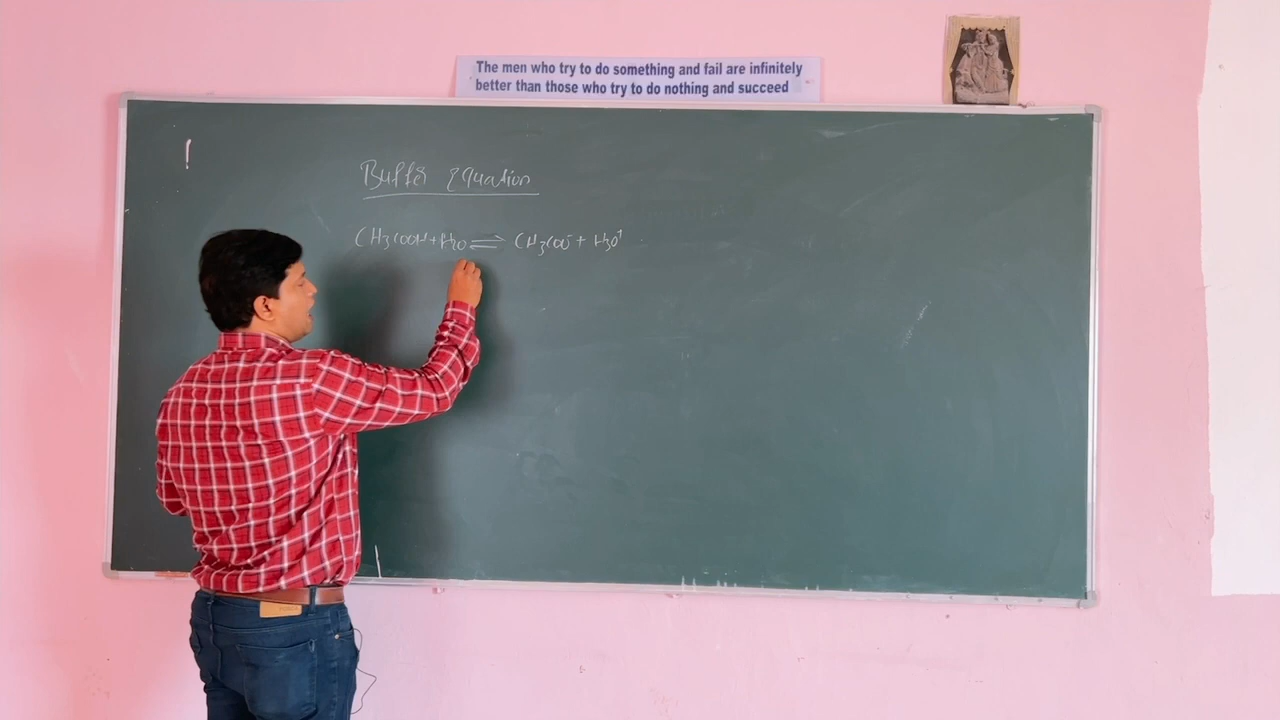 The men who try to do something and fail are infinitely
better than those who try to do nothing and succeed
Buffer Equation
CH₃COOH + H₂O ⇌ CH₃COO⁻ + H₃O⁺